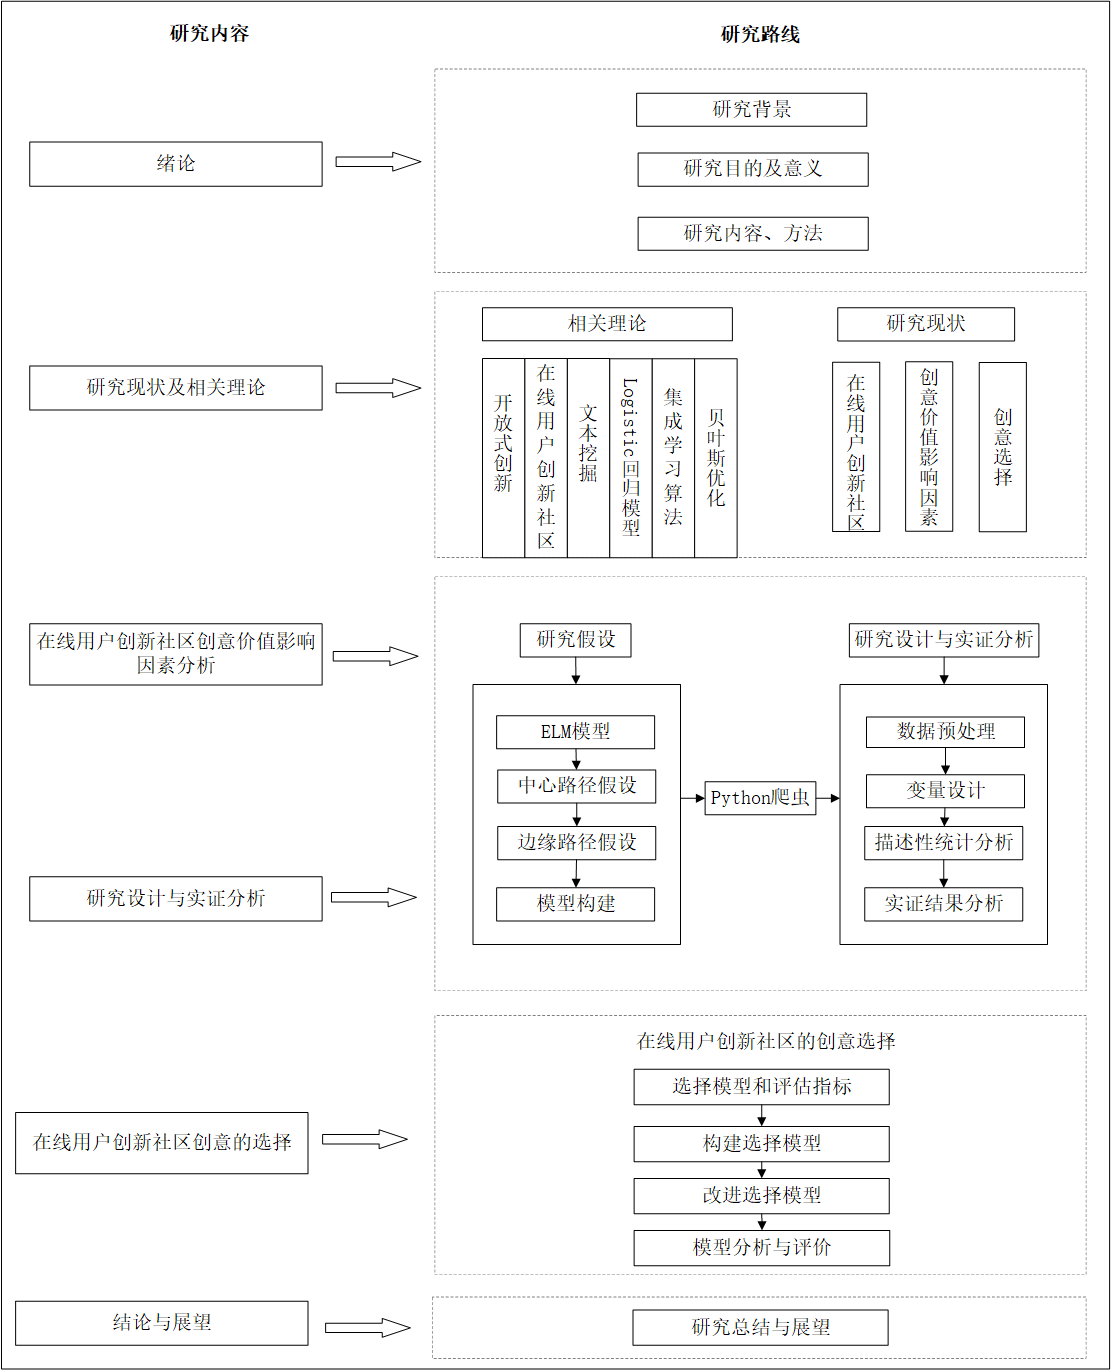 研究内容
研究路线
绪论
研究背景
研究目的及意义
研究内容、方法
研究现状及相关理论
相关理论
开放式创新
在线用户创新社区
文本挖掘
Logistic回归模型
集成学习算法
贝叶斯优化
研究现状
在线用户创新社区
创意价值影响因素
创意选择
在线用户创新社区创意价值影响
因素分析
研究设计与实证分析
研究假设
ELM模型
中心路径假设
边缘路径假设
模型构建
Python爬虫
研究设计与实证分析
数据预处理
变量设计
描述性统计分析
实证结果分析
在线用户创新社区创意的选择
在线用户创新社区的创意选择
选择模型和评估指标
构建选择模型
改进选择模型
模型分析与评价
结论与展望
研究总结与展望